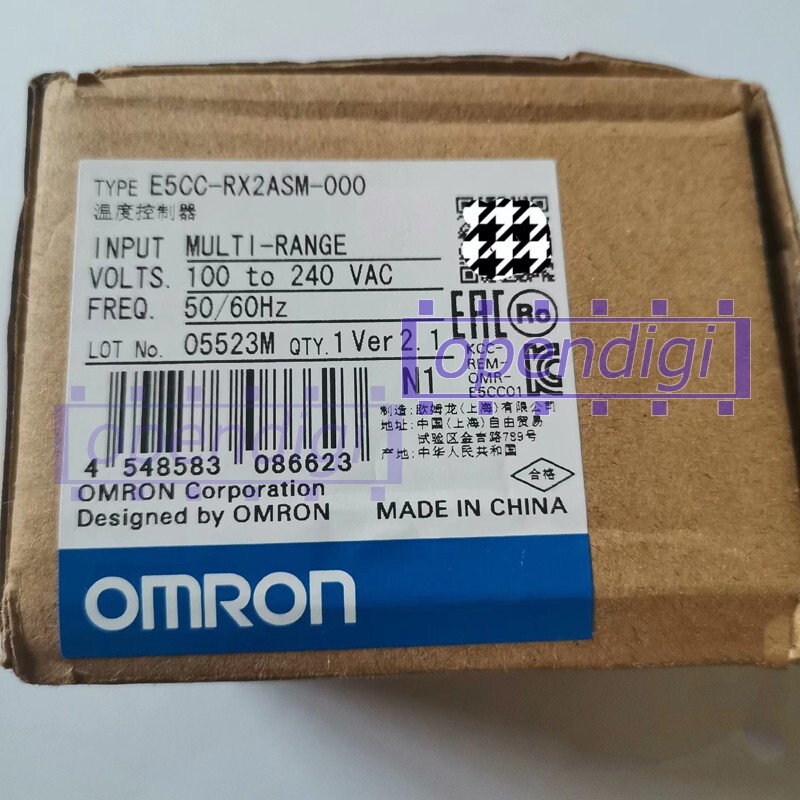 TYPE E5CC-RX2ASM-000
温度控制器
INPUT MULTI-RANGE
VOLTS. 100 to 240 VAC
FREQ. 50/60Hz
LOT No. 05523M QTY. 1 Ver 2.1
EAC
N1
KCC-
REM-
OMR-
E5CC01
opendigi
制造: 欧姆龙(上海)有限公司
地址: 中国(上海)自由贸易
试验区金吉路789号
产地: 中华人民共和国
合格
opendigi
4 548583 086623
OMRON Corporation
Designed by OMRON
MADE IN CHINA
OMRON